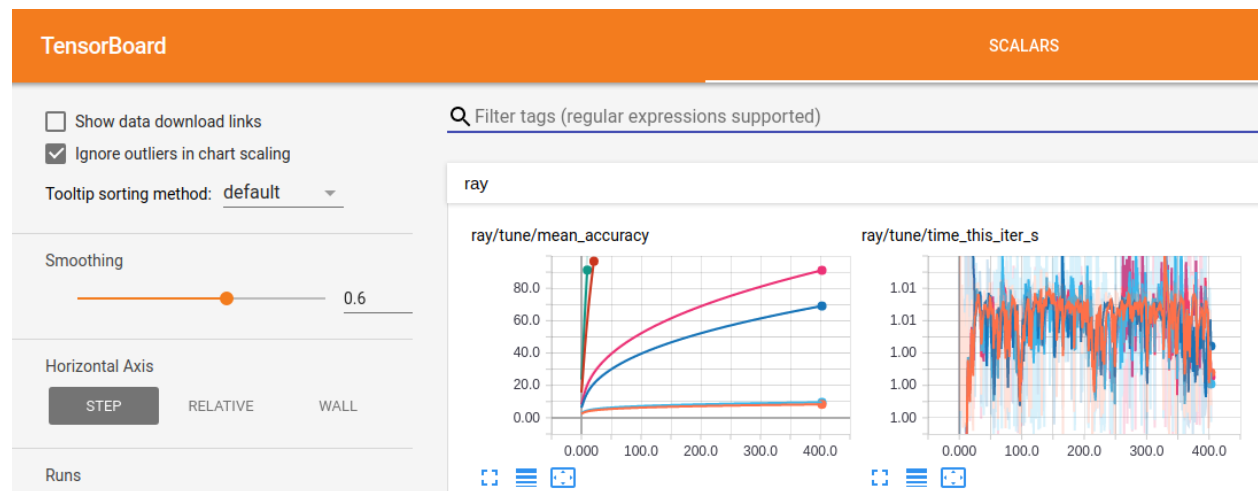 TensorBoard
SCALARS
Show data download links
Ignore outliers in chart scaling
Tooltip sorting method: default
Smoothing
0.6
Horizontal Axis
STEP RELATIVE WALL
Runs
Filter tags (regular expressions supported)
ray
ray/tune/mean_accuracy
80.0
60.0
40.0
20.0
0.00
0.000 100.0 200.0 300.0 400.0
ray/tune/time_this_iter_s
1.01
1.01
1.00
1.00
1.00
0.000 100.0 200.0 300.0 400.0